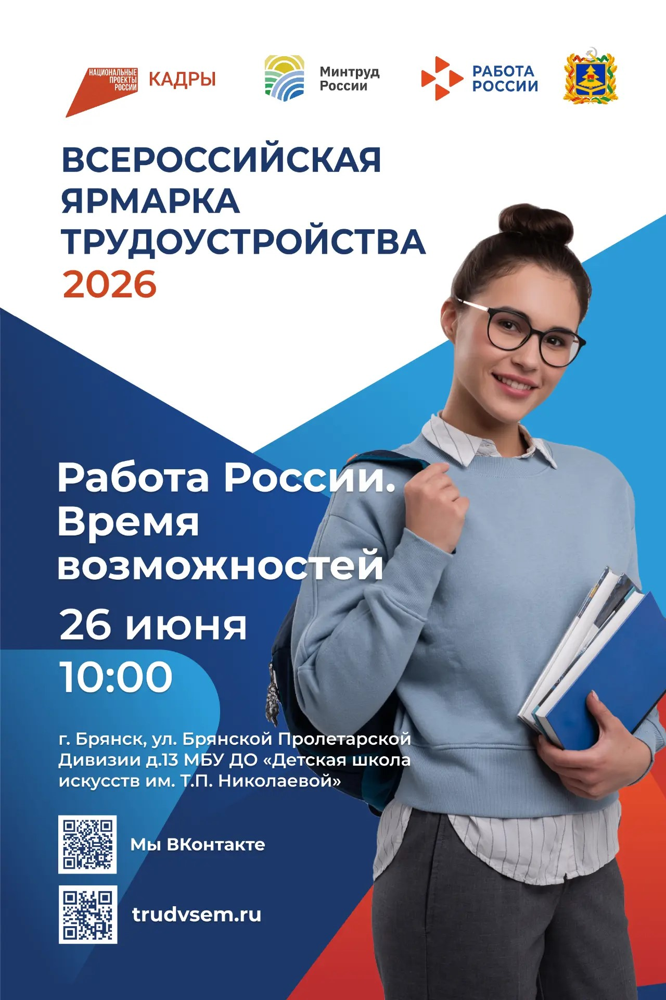 НАЦИОНАЛЬНЫЕ
ПРОЕКТЫ
РОССИИ
КАДРЫ
Минтруд
России
РАБОТА
РОССИИ
ВСЕРОССИЙСКАЯ
ЯРМАРКА
ТРУДОУСТРОЙСТВА
2026
Работа России.
Время
возможностей
26 июня
10:00
г. Брянск, ул. Брянской Пролетарской
Дивизии д.13 МБУ ДО «Детская школа
искусств им. Т.П. Николаевой»
Мы ВКонтакте
trudvsem.ru